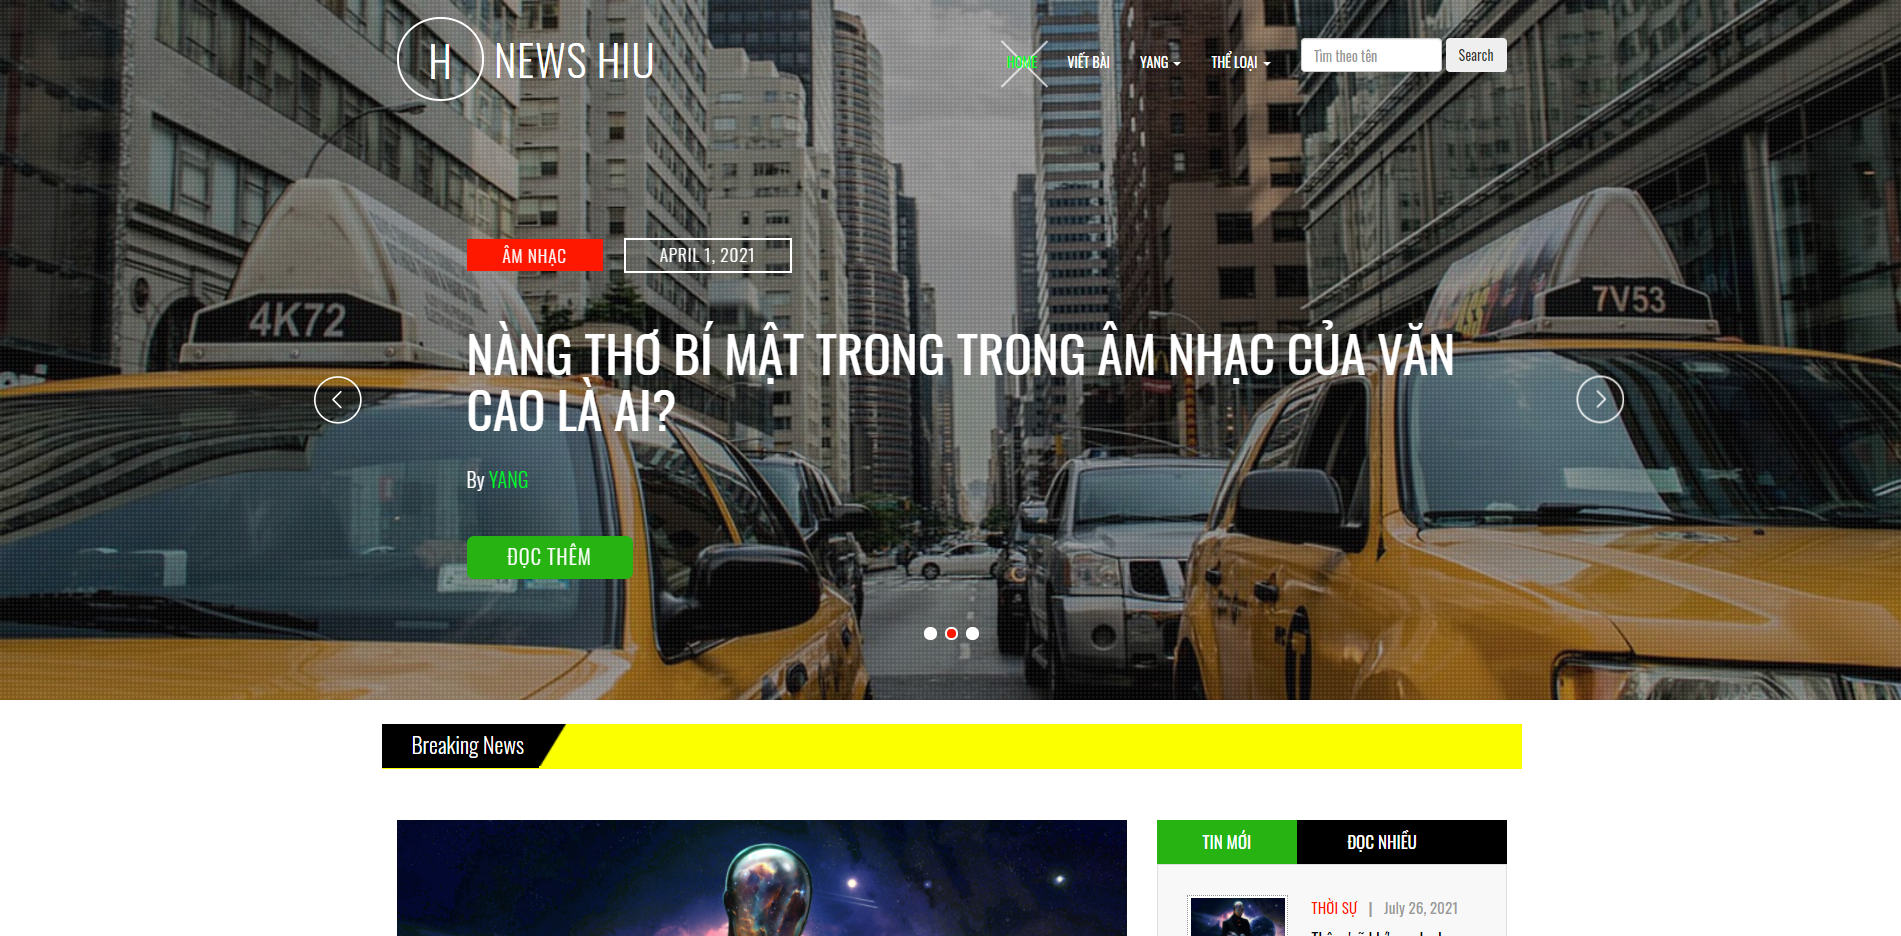 H NEWS HIU
HOME VIẾT BÀI YANG THỂ LOẠI Tìm theo tên Search
ÂM NHẠC APRIL 1, 2021
4K72
7V53
NÀNG THƠ BÍ MẬT TRONG TRONG ÂM NHẠC CỦA VĂN
CAO LÀ AI?
By YANG
ĐỌC THÊM
Breaking News
TIN MỚI ĐỌC NHIỀU
THỜI SỰ | July 26, 2021